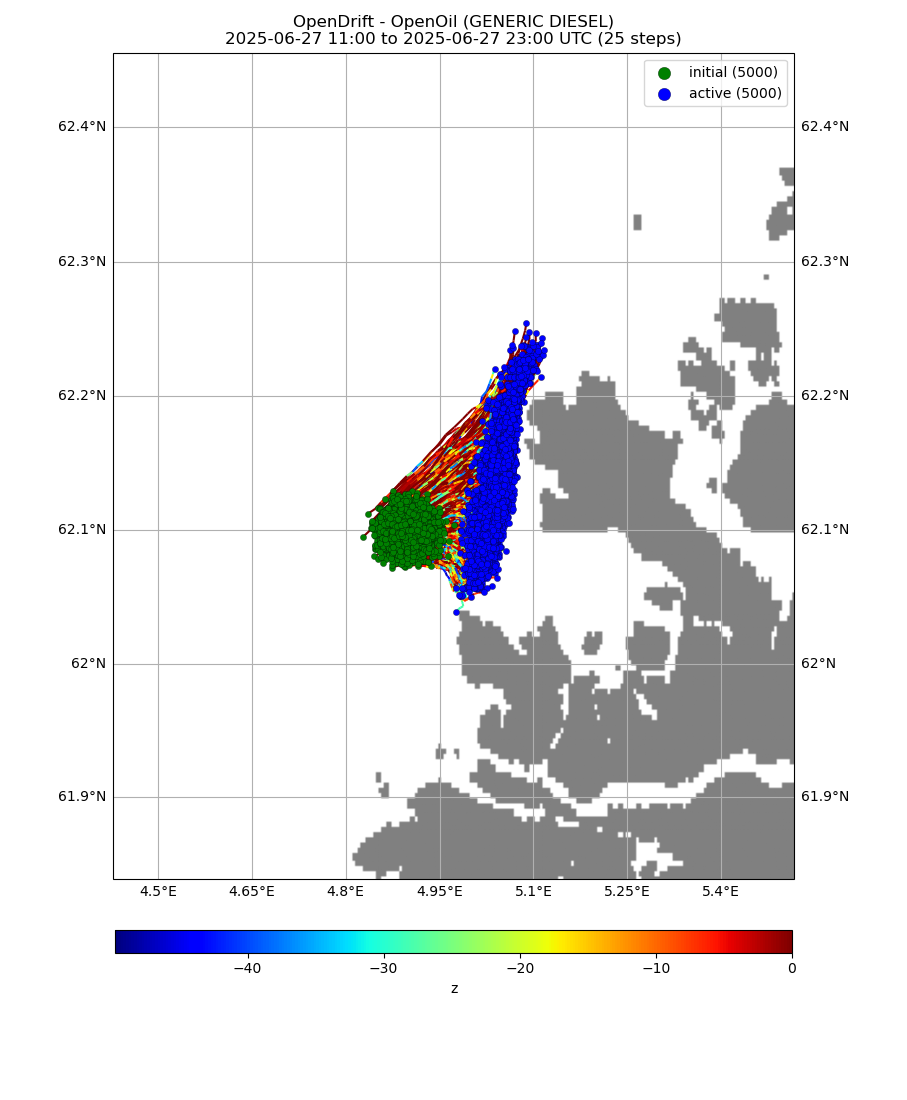 OpenDrift - OpenOil (GENERIC DIESEL)
2025-06-27 11:00 to 2025-06-27 23:00 UTC (25 steps)
initial (5000)
active (5000)
62.4°N 62.4°N
62.3°N 62.3°N
62.2°N 62.2°N
62.1°N 62.1°N
62°N 62°N
61.9°N 61.9°N
4.5°E 4.65°E 4.8°E 4.95°E 5.1°E 5.25°E 5.4°E
−40 −30 −20 −10 0
z